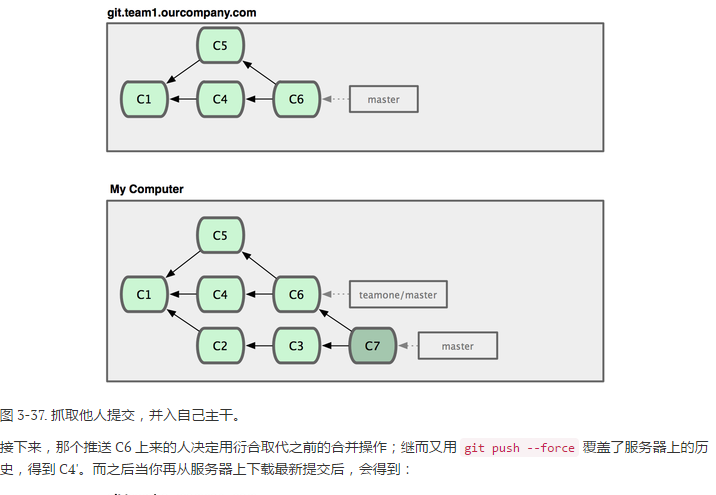 git.team1.ourcompany.com
C5
C1 C4 C6 master
My Computer
C5
C1 C4 C6 teamone/master
C2 C3 C7 master
图 3-37. 抓取他人提交，并入自己主干。
接下来，那个推送 C6 上来的人决定用衍合取代之前的合并操作；继而又用 git push --force 覆盖了服务器上的历
史，得到 C4'。而之后当你再从服务器上下载最新提交后，会得到：